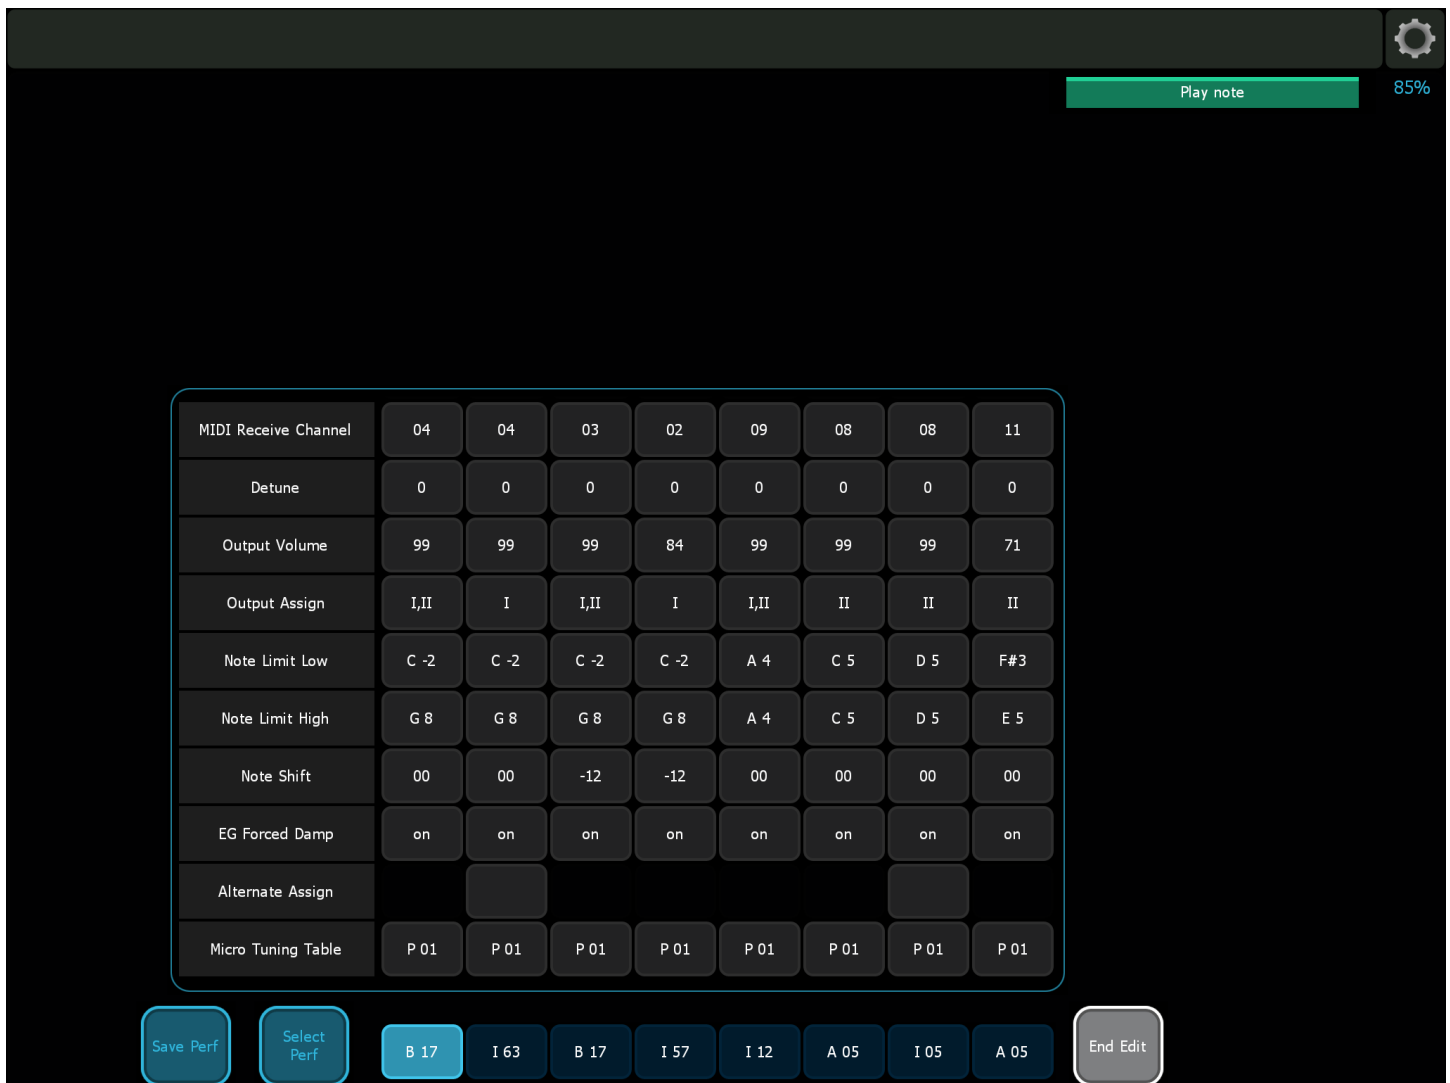 Play note 85%
MIDI Receive Channel 04 04 03 02 09 08 08 11
Detune 0 0 0 0 0 0 0 0
Output Volume 99 99 99 84 99 99 99 71
Output Assign I,II I I,II I I,II II II II
Note Limit Low C -2 C -2 C -2 C -2 A 4 C 5 D 5 F#3
Note Limit High G 8 G 8 G 8 G 8 A 4 C 5 D 5 E 5
Note Shift 00 00 -12 -12 00 00 00 00
EG Forced Damp on on on on on on on on
Alternate Assign
Micro Tuning Table P 01 P 01 P 01 P 01 P 01 P 01 P 01 P 01
Save Perf
Select
Perf
B 17 I 63 B 17 I 57 I 12 A 05 I 05 A 05
End Edit